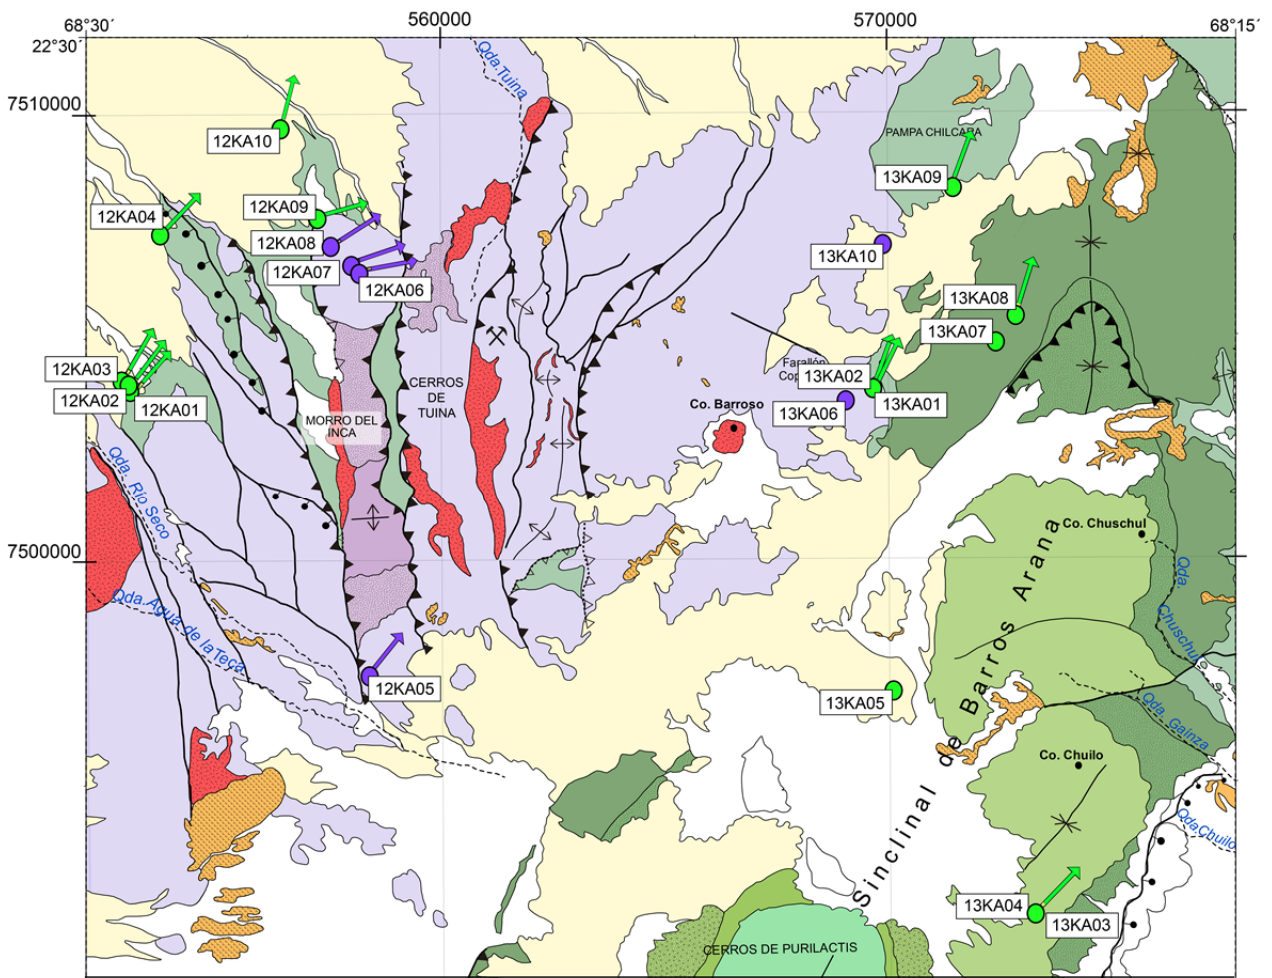 68°30´
560000
570000
68°15´
22°30´
Qda.Tuina
7510000
12KA10
PAMPA CHILCARA
13KA09
12KA04
12KA09
12KA08
12KA07
12KA06
13KA10
13KA08
13KA07
12KA03
12KA02
12KA01
CERROS
DE
TUINA
MORRO DEL
INCA
Farallón
13KA02
13KA01
13KA06
Co. Barroso
Qda. Río Seco
7500000
Co. Chuschul
Qda. Chuschul
Qda. Agua de la Teca
12KA05
13KA05
Sinclinal de Barros Arana
Qda. Gainza
Co. Chuilo
Qda.Chuilo
13KA04
13KA03
CERROS DE PURILACTIS